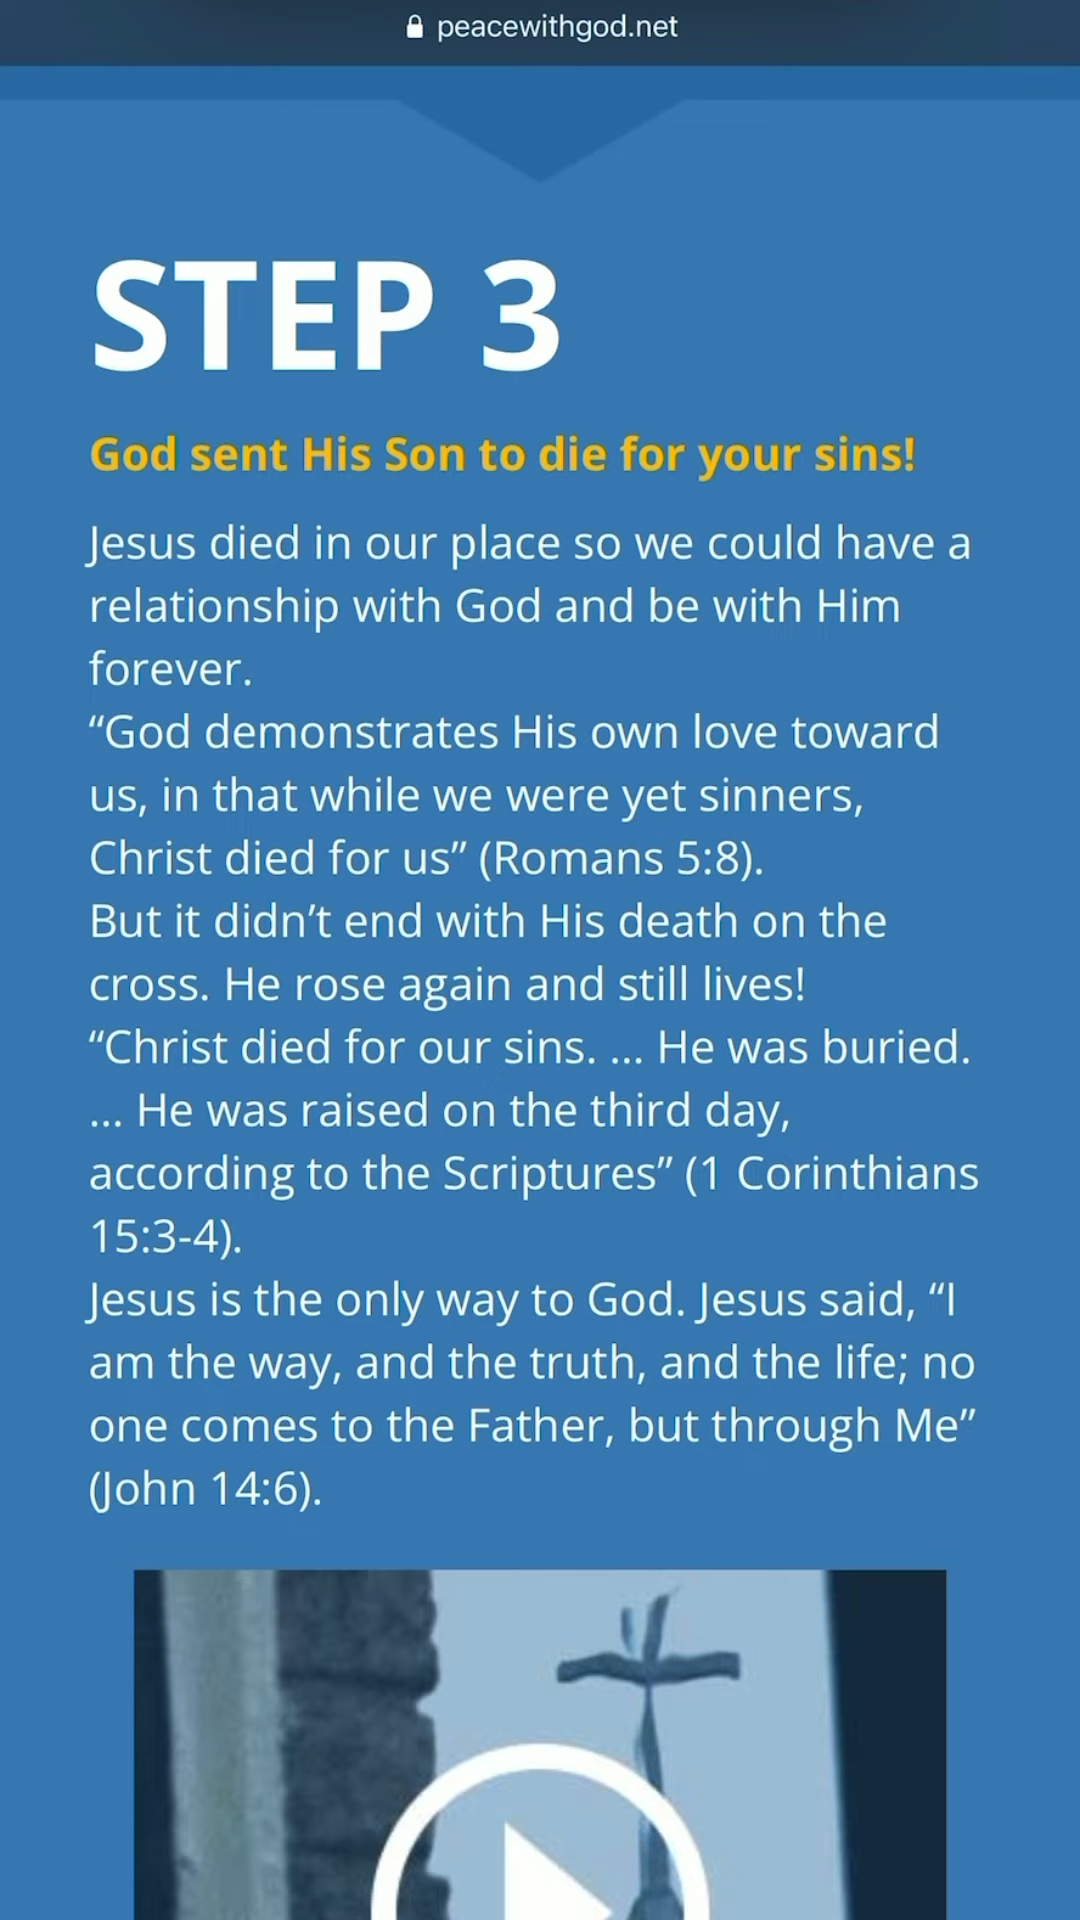 peacewithgod.net
STEP 3
God sent His Son to die for your sins!
Jesus died in our place so we could have a
relationship with God and be with Him
forever.
“God demonstrates His own love toward
us, in that while we were yet sinners,
Christ died for us” (Romans 5:8).
But it didn’t end with His death on the
cross. He rose again and still lives!
“Christ died for our sins. ... He was buried.
... He was raised on the third day,
according to the Scriptures” (1 Corinthians
15:3-4).
Jesus is the only way to God. Jesus said, “I
am the way, and the truth, and the life; no
one comes to the Father, but through Me”
(John 14:6).